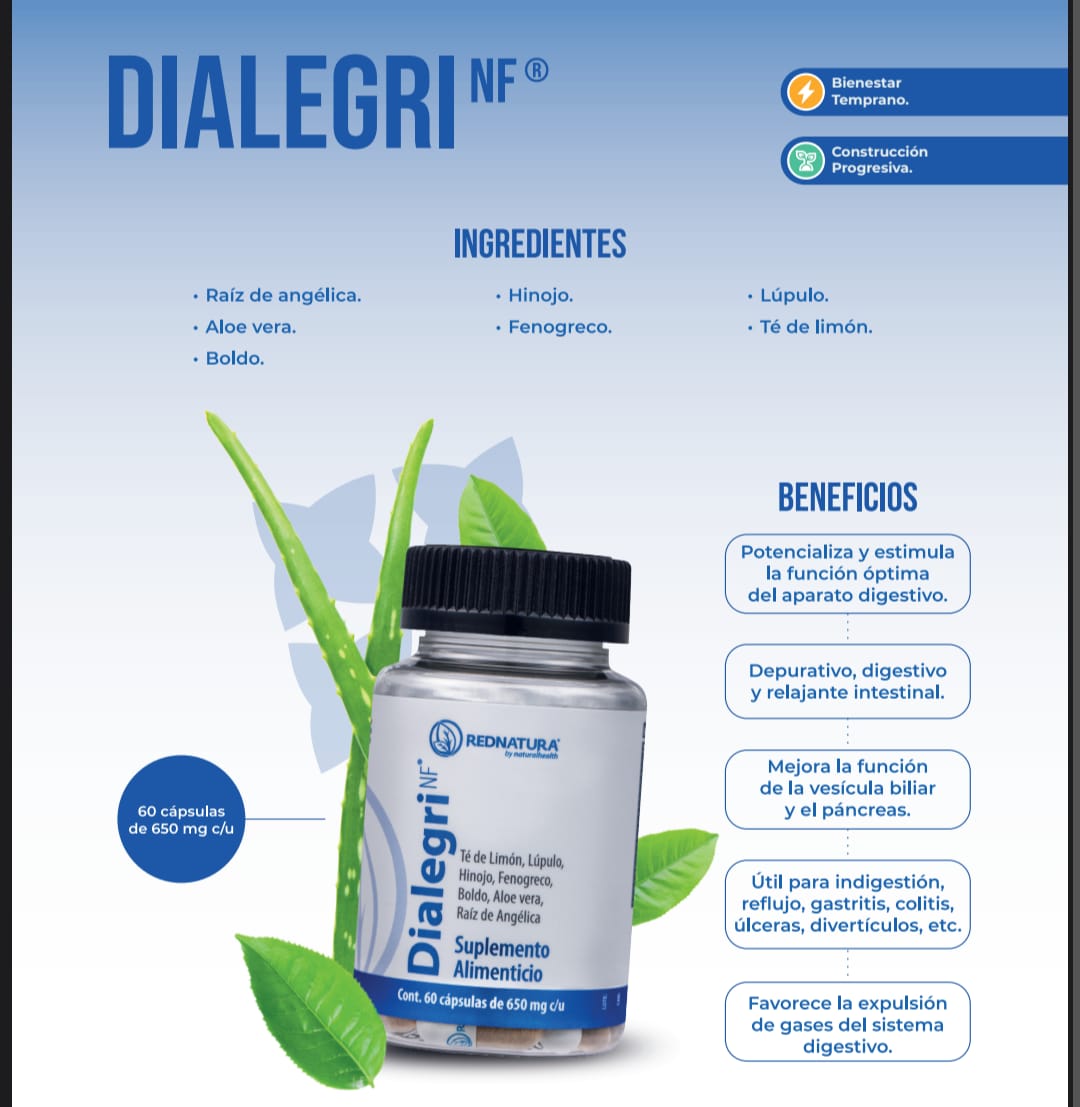 DIALEGRI NF®
Bienestar
Temprano.
Construcción
Progresiva.
INGREDIENTES
• Raíz de angélica.
• Aloe vera.
• Boldo.
• Hinojo.
• Fenogreco.
• Lúpulo.
• Té de limón.
BENEFICIOS
Potencializa y estimula
la función óptima
del aparato digestivo.
Depurativo, digestivo
y relajante intestinal.
Mejora la función
de la vesícula biliar
y el páncreas.
Útil para indigestión,
reflujo, gastritis, colitis,
úlceras, divertículos, etc.
Favorece la expulsión
de gases del sistema
digestivo.
60 cápsulas
de 650 mg c/u
REDNATURA
by naturalhealth
Dialegri NF®
Té de Limón, Lúpulo,
Hinojo, Fenogreco,
Boldo, Aloe vera,
Raíz de Angélica
Suplemento
Alimenticio
Cont. 60 cápsulas de 650 mg c/u